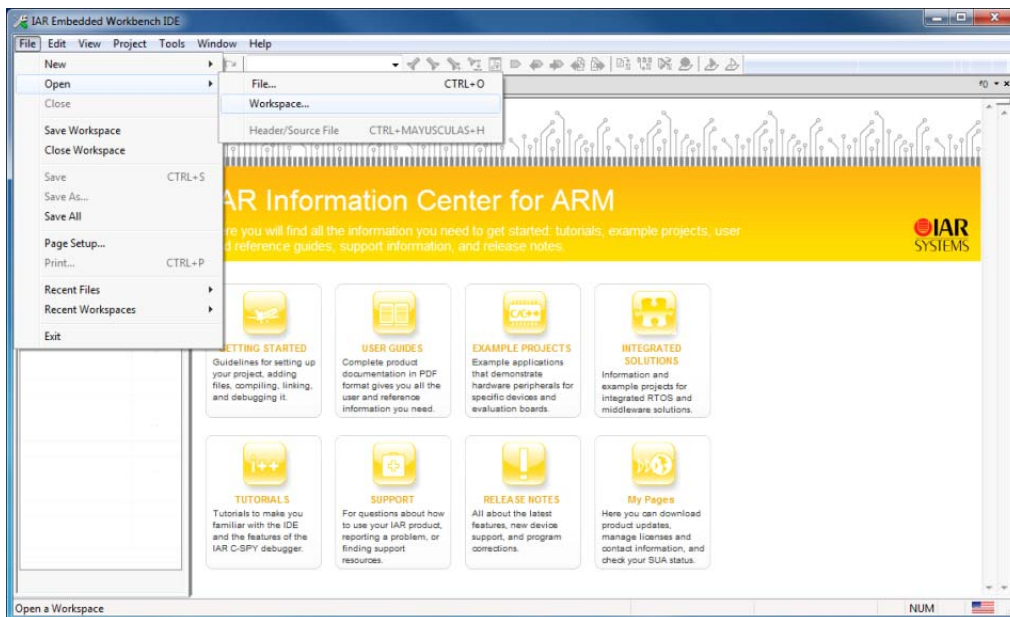 IAR Embedded Workbench IDE
File Edit View Project Tools Window Help
New
Open
Close
Save Workspace
Close Workspace
Save CTRL+S
Save As...
Save All
Page Setup...
Print... CTRL+P
Recent Files
Recent Workspaces
Exit
File... CTRL+O
Workspace...
Header/Source File CTRL+MAYUSCULAS+H
f()
AR Information Center for ARM
re you will find all the information you need to get started: tutorials, example projects, user
d reference guides, support information, and release notes.
IAR
SYSTEMS
GETTING STARTED
Guidelines for setting up
your project, adding
files, compiling, linking,
and debugging it.
USER GUIDES
Complete product
documentation in PDF
format gives you all the
user and reference
information you need.
C/C++
EXAMPLE PROJECTS
Example applications
that demonstrate
hardware peripherals for
specific devices and
evaluation boards.
INTEGRATED
SOLUTIONS
Information and
example projects for
integrated RTOS and
middleware solutions.
i++
TUTORIALS
Tutorials to make you
familiar with the IDE
and the features of the
IAR C-SPY debugger.
SUPPORT
For questions about how
to use your IAR product,
reporting a problem, or
finding support
resources.
RELEASE NOTES
All about the latest
features, new device
support, and program
corrections.
My Pages
Here you can download
product updates,
manage licenses and
contact information, and
check your SUA status.
Open a Workspace
NUM